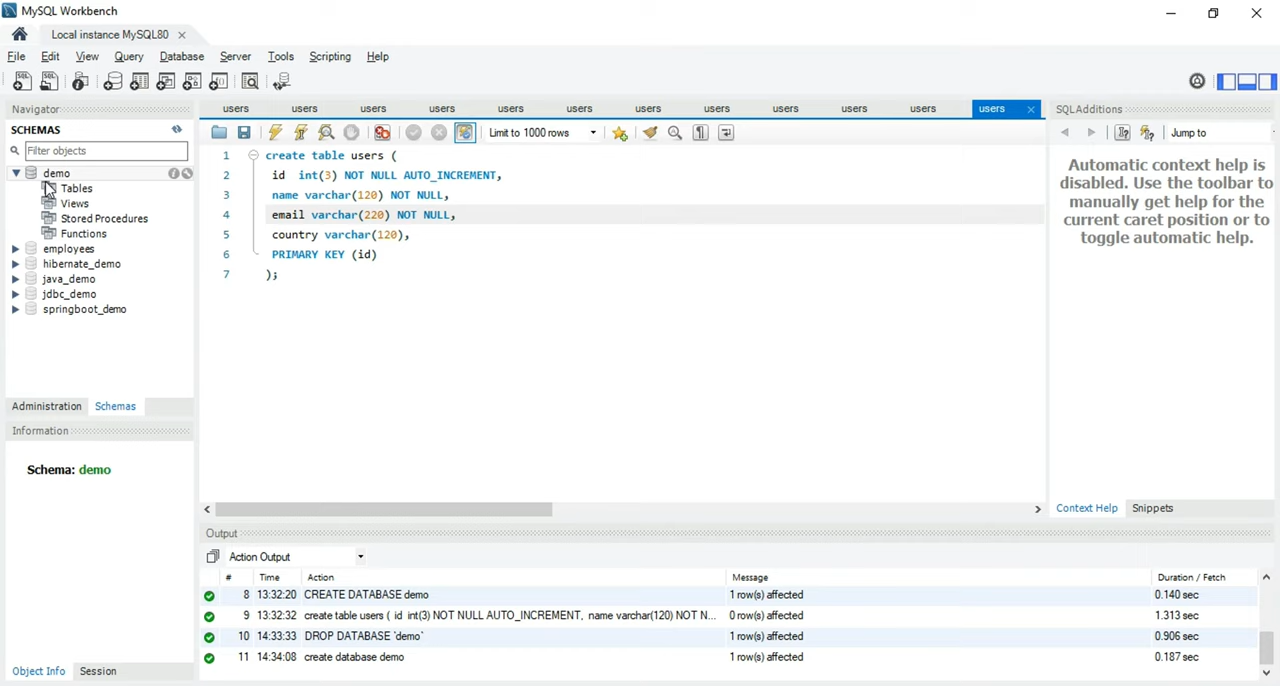 MySQL Workbench
Local instance MySQL80
File Edit View Query Database Server Tools Scripting Help
Navigator
SCHEMAS
Filter objects
demo
Tables
Views
Stored Procedures
Functions
employees
hibernate_demo
java_demo
jdbc_demo
springboot_demo
Administration Schemas
Information
Schema: demo
Object Info Session
users users users users users users users users users users users users
Limit to 1000 rows
1 create table users (
2 id int(3) NOT NULL AUTO_INCREMENT,
3 name varchar(120) NOT NULL,
4 email varchar(220) NOT NULL,
5 country varchar(120),
6 PRIMARY KEY (id)
7 );
SQLAdditions
Jump to
Automatic context help is
disabled. Use the toolbar to
manually get help for the
current caret position or to
toggle automatic help.
Context Help Snippets
Output
Action Output
# Time Action Message Duration / Fetch
8 13:32:20 CREATE DATABASE demo 1 row(s) affected 0.140 sec
9 13:32:32 create table users ( id int(3) NOT NULL AUTO_INCREMENT, name varchar(120) NOT N... 0 row(s) affected 1.313 sec
10 14:33:33 DROP DATABASE `demo` 1 row(s) affected 0.906 sec
11 14:34:08 create database demo 1 row(s) affected 0.187 sec